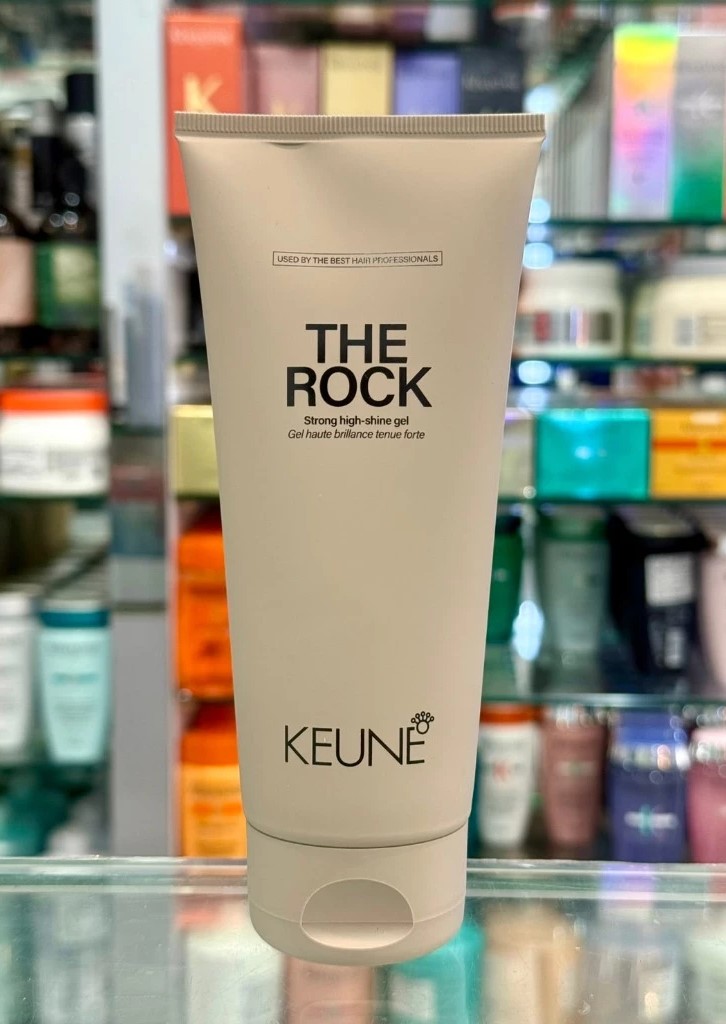 USED BY THE BEST HAIR PROFESSIONALS
THE
ROCK
Strong high-shine gel
Gel haute brillance tenue forte
KEUNE